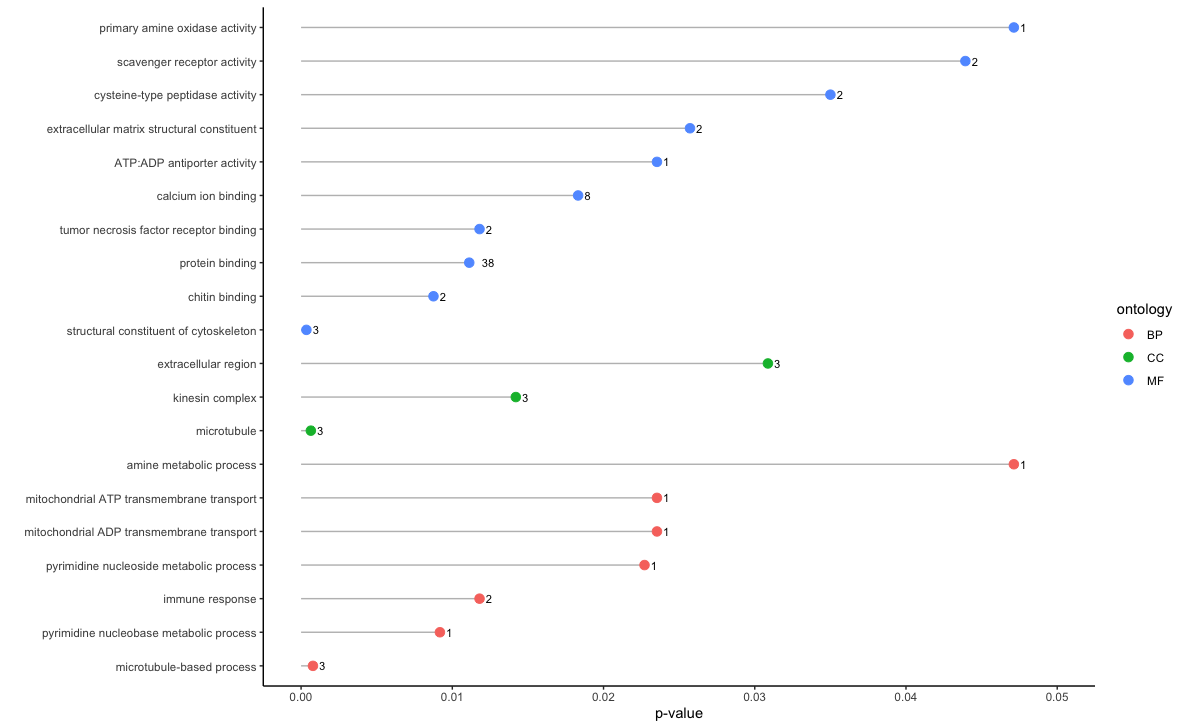 primary amine oxidase activity 1
scavenger receptor activity 2
cysteine-type peptidase activity 2
extracellular matrix structural constituent 2
ATP:ADP antiporter activity 1
calcium ion binding 8
tumor necrosis factor receptor binding 2
protein binding 38
chitin binding 2
structural constituent of cytoskeleton 3
extracellular region 3
kinesin complex 3
microtubule 3
amine metabolic process 1
mitochondrial ATP transmembrane transport 1
mitochondrial ADP transmembrane transport 1
pyrimidine nucleoside metabolic process 1
immune response 2
pyrimidine nucleobase metabolic process 1
microtubule-based process 3
0.00 0.01 0.02 0.03 0.04 0.05
p-value
ontology
BP
CC
MF